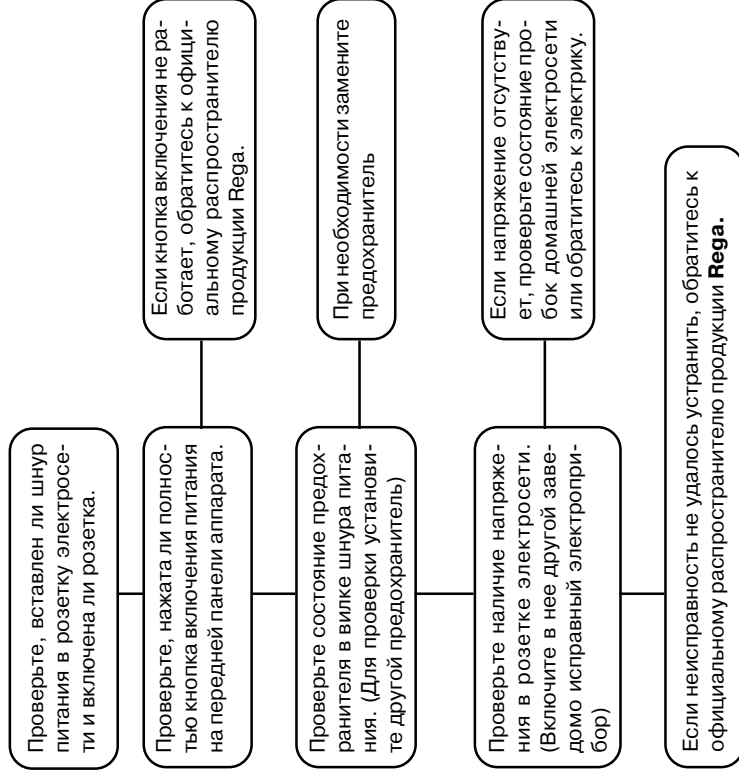 Проверьте, вставлен ли шнур
питания в розетку электросе-
ти и включена ли розетка.
Проверьте, нажата ли полнос-
тью кнопка включения питания
на передней панели аппарата.
Если кнопка включения не ра-
ботает, обратитесь к офици-
альному распространителю
продукции Rega.
Проверьте состояние предох-
ранителя в вилке шнура пита-
ния. (Для проверки установи-
те другой предохранитель)
При необходимости замените
предохранитель
Проверьте наличие напряже-
ния в розетке электросети.
(Включите в нее другой заве-
домо исправный электропри-
бор)
Если напряжение отсутству-
ет, проверьте состояние про-
бок домашней электросети
или обратитесь к электрику.
Если неисправность не удалось устранить, обратитесь к
официальному распространителю продукции Rega.